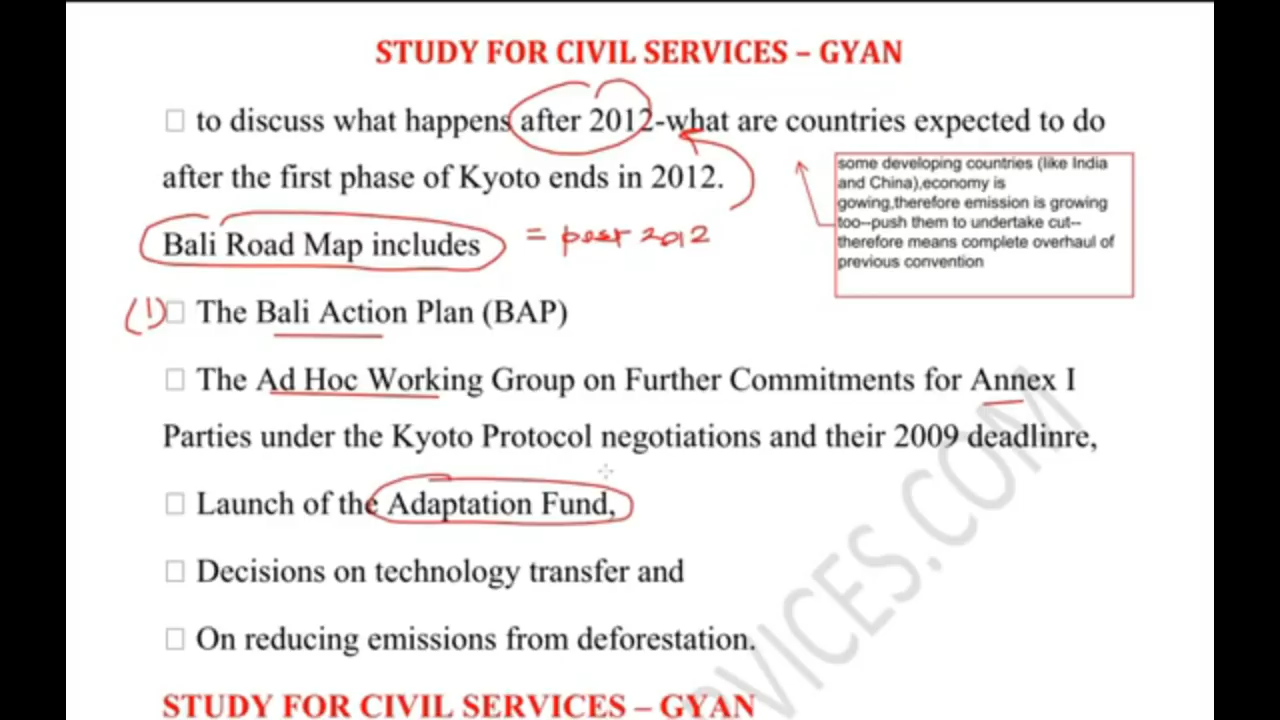 STUDY FOR CIVIL SERVICES – GYAN
to discuss what happens after 2012-what are countries expected to do
after the first phase of Kyoto ends in 2012.
some developing countries (like India
and China),economy is
gowing,therefore emission is growing
too--push them to undertake cut--
therefore means complete overhaul of
previous convention
Bali Road Map includes = post 2012
(1) The Bali Action Plan (BAP)
The Ad Hoc Working Group on Further Commitments for Annex I
Parties under the Kyoto Protocol negotiations and their 2009 deadlinre,
Launch of the Adaptation Fund,
Decisions on technology transfer and
On reducing emissions from deforestation.
STUDY FOR CIVIL SERVICES – GYAN
VICES.COM